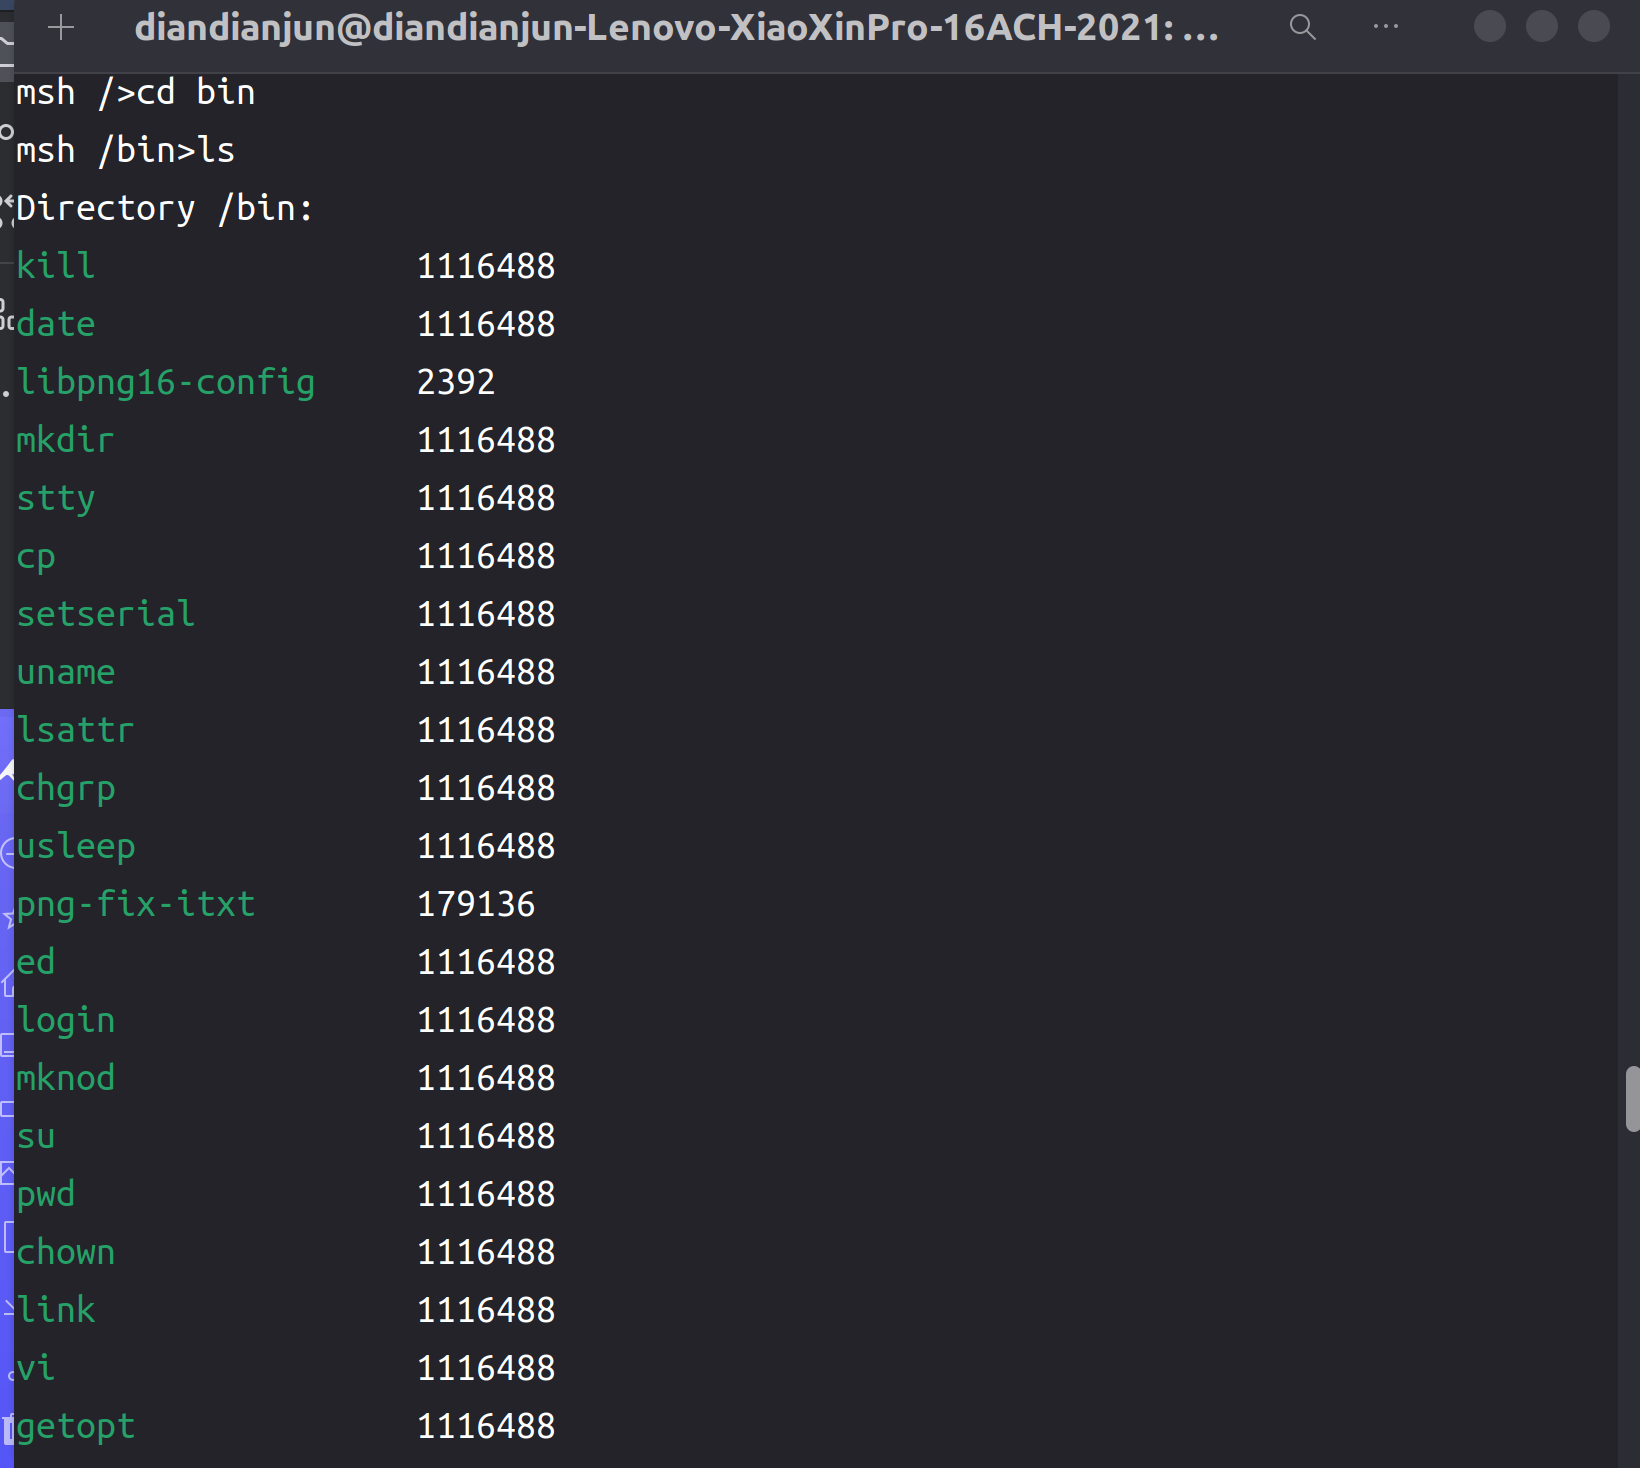 diandianjun@diandianjun-Lenovo-XiaoXinPro-16ACH-2021: ...
msh />cd bin
msh /bin>ls
Directory /bin:
kill 1116488
date 1116488
libpng16-config 2392
mkdir 1116488
stty 1116488
cp 1116488
setserial 1116488
uname 1116488
lsattr 1116488
chgrp 1116488
usleep 1116488
png-fix-itxt 179136
ed 1116488
login 1116488
mknod 1116488
su 1116488
pwd 1116488
chown 1116488
link 1116488
vi 1116488
getopt 1116488